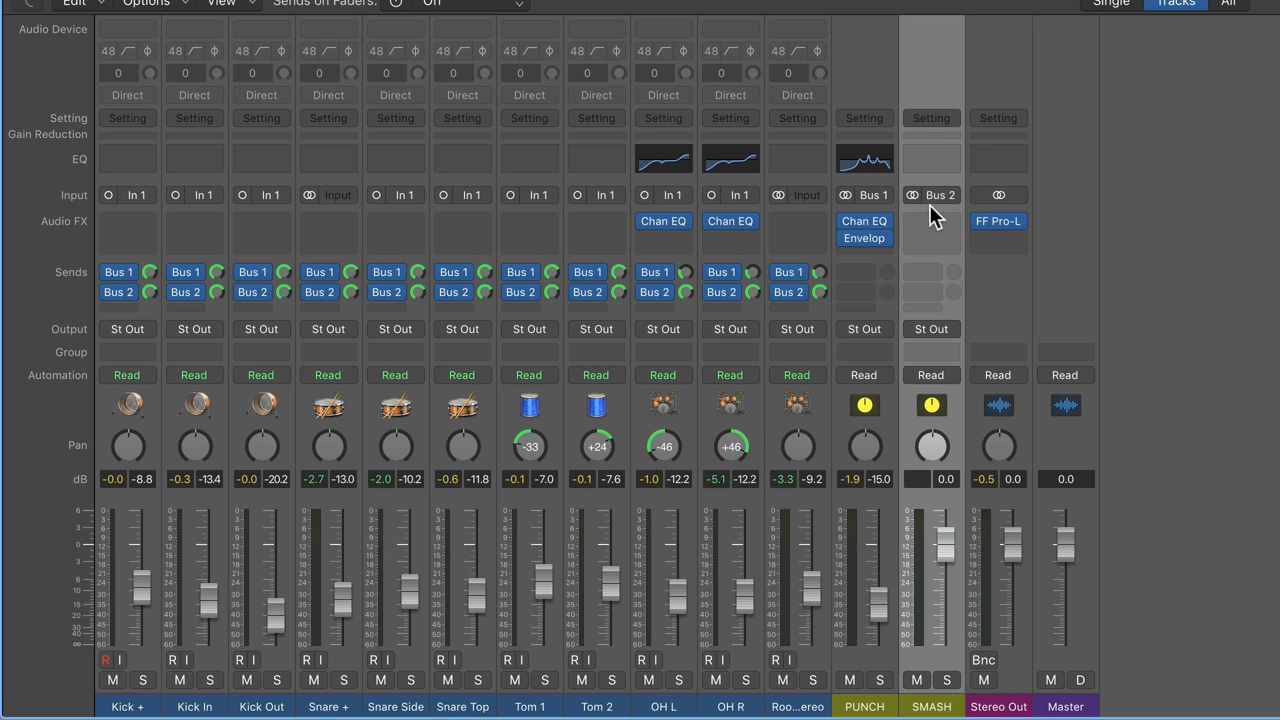 Edit Options View Sends on Faders: Off Single Tracks All
Audio Device
48 48 48 48 48 48 48 48 48 48 48
0 0 0 0 0 0 0 0 0 0 0
Direct Direct Direct Direct Direct Direct Direct Direct Direct Direct Direct
Setting Setting Setting Setting Setting Setting Setting Setting Setting Setting Setting Setting Setting Setting Setting
Gain Reduction
EQ
Input In 1 In 1 In 1 Input In 1 In 1 In 1 In 1 In 1 In 1 Input Bus 1 Bus 2
Audio FX Chan EQ Chan EQ Chan EQ FF Pro-L
Envelop
Sends Bus 1 Bus 1 Bus 1 Bus 1 Bus 1 Bus 1 Bus 1 Bus 1 Bus 1 Bus 1 Bus 1
Bus 2 Bus 2 Bus 2 Bus 2 Bus 2 Bus 2 Bus 2 Bus 2 Bus 2 Bus 2 Bus 2
Output St Out St Out St Out St Out St Out St Out St Out St Out St Out St Out St Out St Out St Out
Group
Automation Read Read Read Read Read Read Read Read Read Read Read Read Read Read Read
Pan -33 +24 -46 +46
dB -0.0 -8.8 -0.3 -13.4 -0.0 -20.2 -2.7 -13.0 -2.0 -10.2 -0.6 -11.8 -0.1 -7.0 -0.1 -7.6 -1.0 -12.2 -5.1 -12.2 -3.3 -9.2 -1.9 -15.0 0.0 -0.5 0.0 0.0
R I R I R I R I R I R I R I R I R I R I R I Bnc
M S M S M S M S M S M S M S M S M S M S M S M S M S M M D
Kick + Kick In Kick Out Snare + Snare Side Snare Top Tom 1 Tom 2 OH L OH R Roo...ereo PUNCH SMASH Stereo Out Master